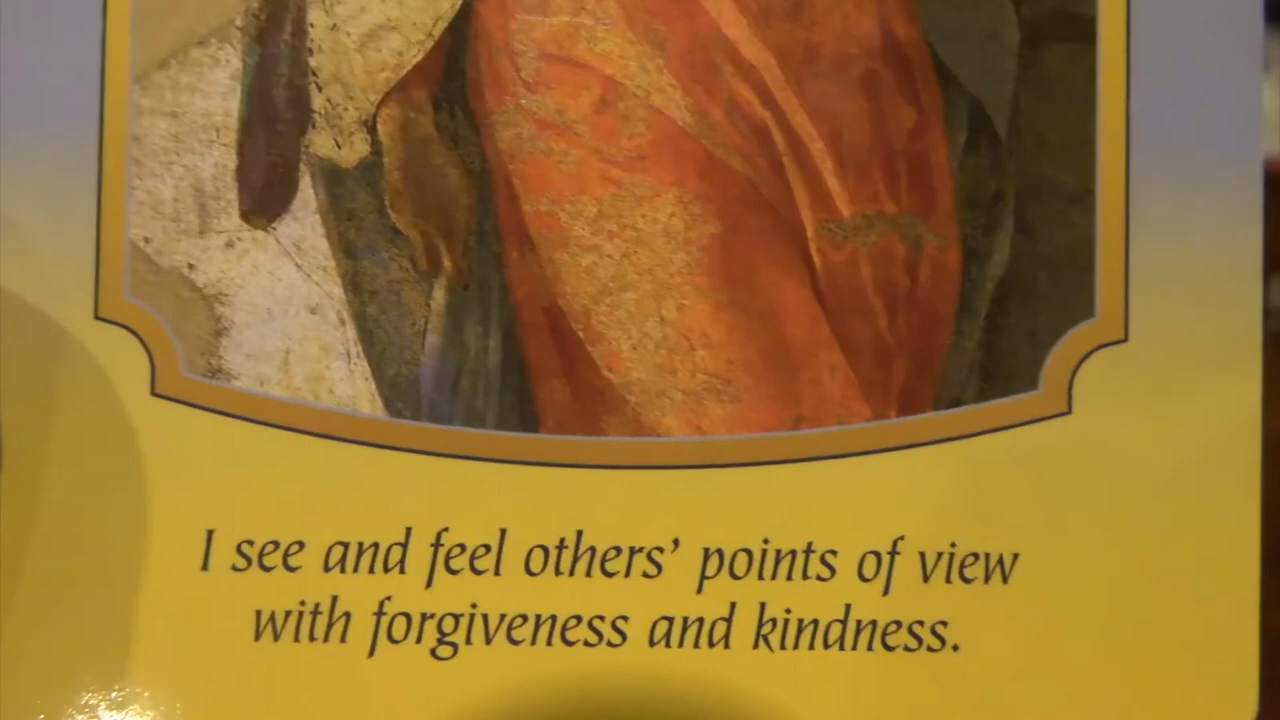 I see and feel others’ points of view
with forgiveness and kindness.